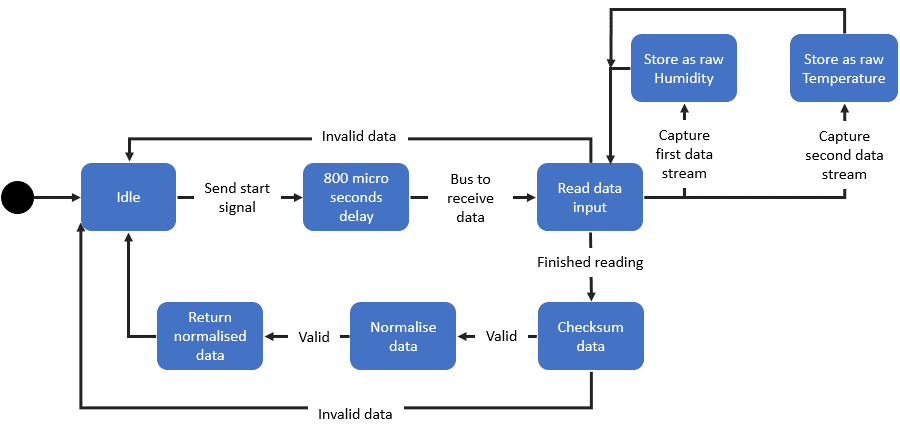 Store as raw
Humidity
Store as raw
Temperature
Invalid data
Capture
first data
stream
Capture
second data
stream
Idle
Send start
signal
800 micro
seconds
delay
Bus to
receive
data
Read data
input
Finished reading
Return
normalised
data
Valid
Normalise
data
Valid
Checksum
data
Invalid data